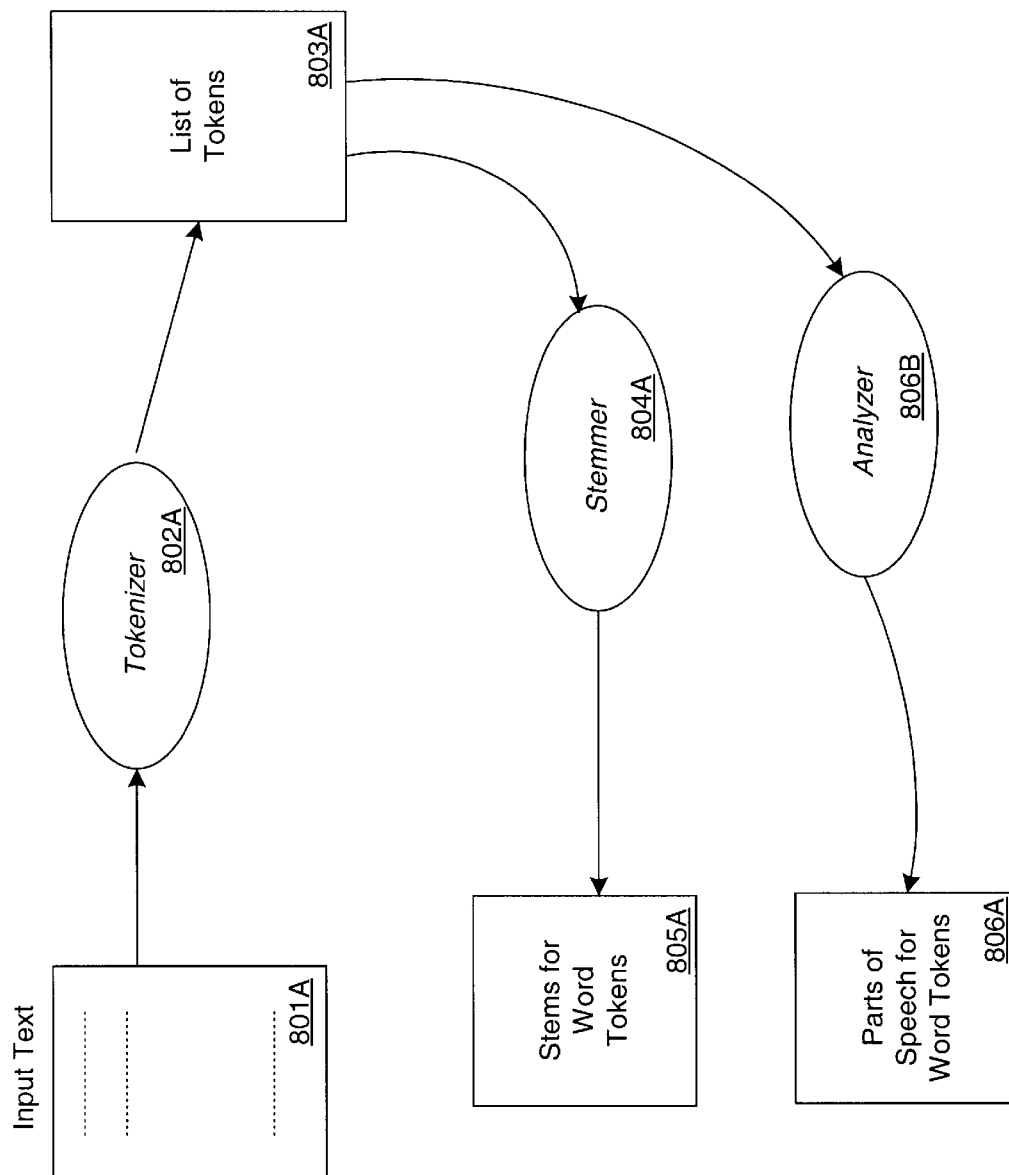 Input Text
801A
Tokenizer
802A
List of
Tokens
803A
Stemmer
804A
Stems for
Word
Tokens
805A
Analyzer
806B
Parts of
Speech for
Word Tokens
806A